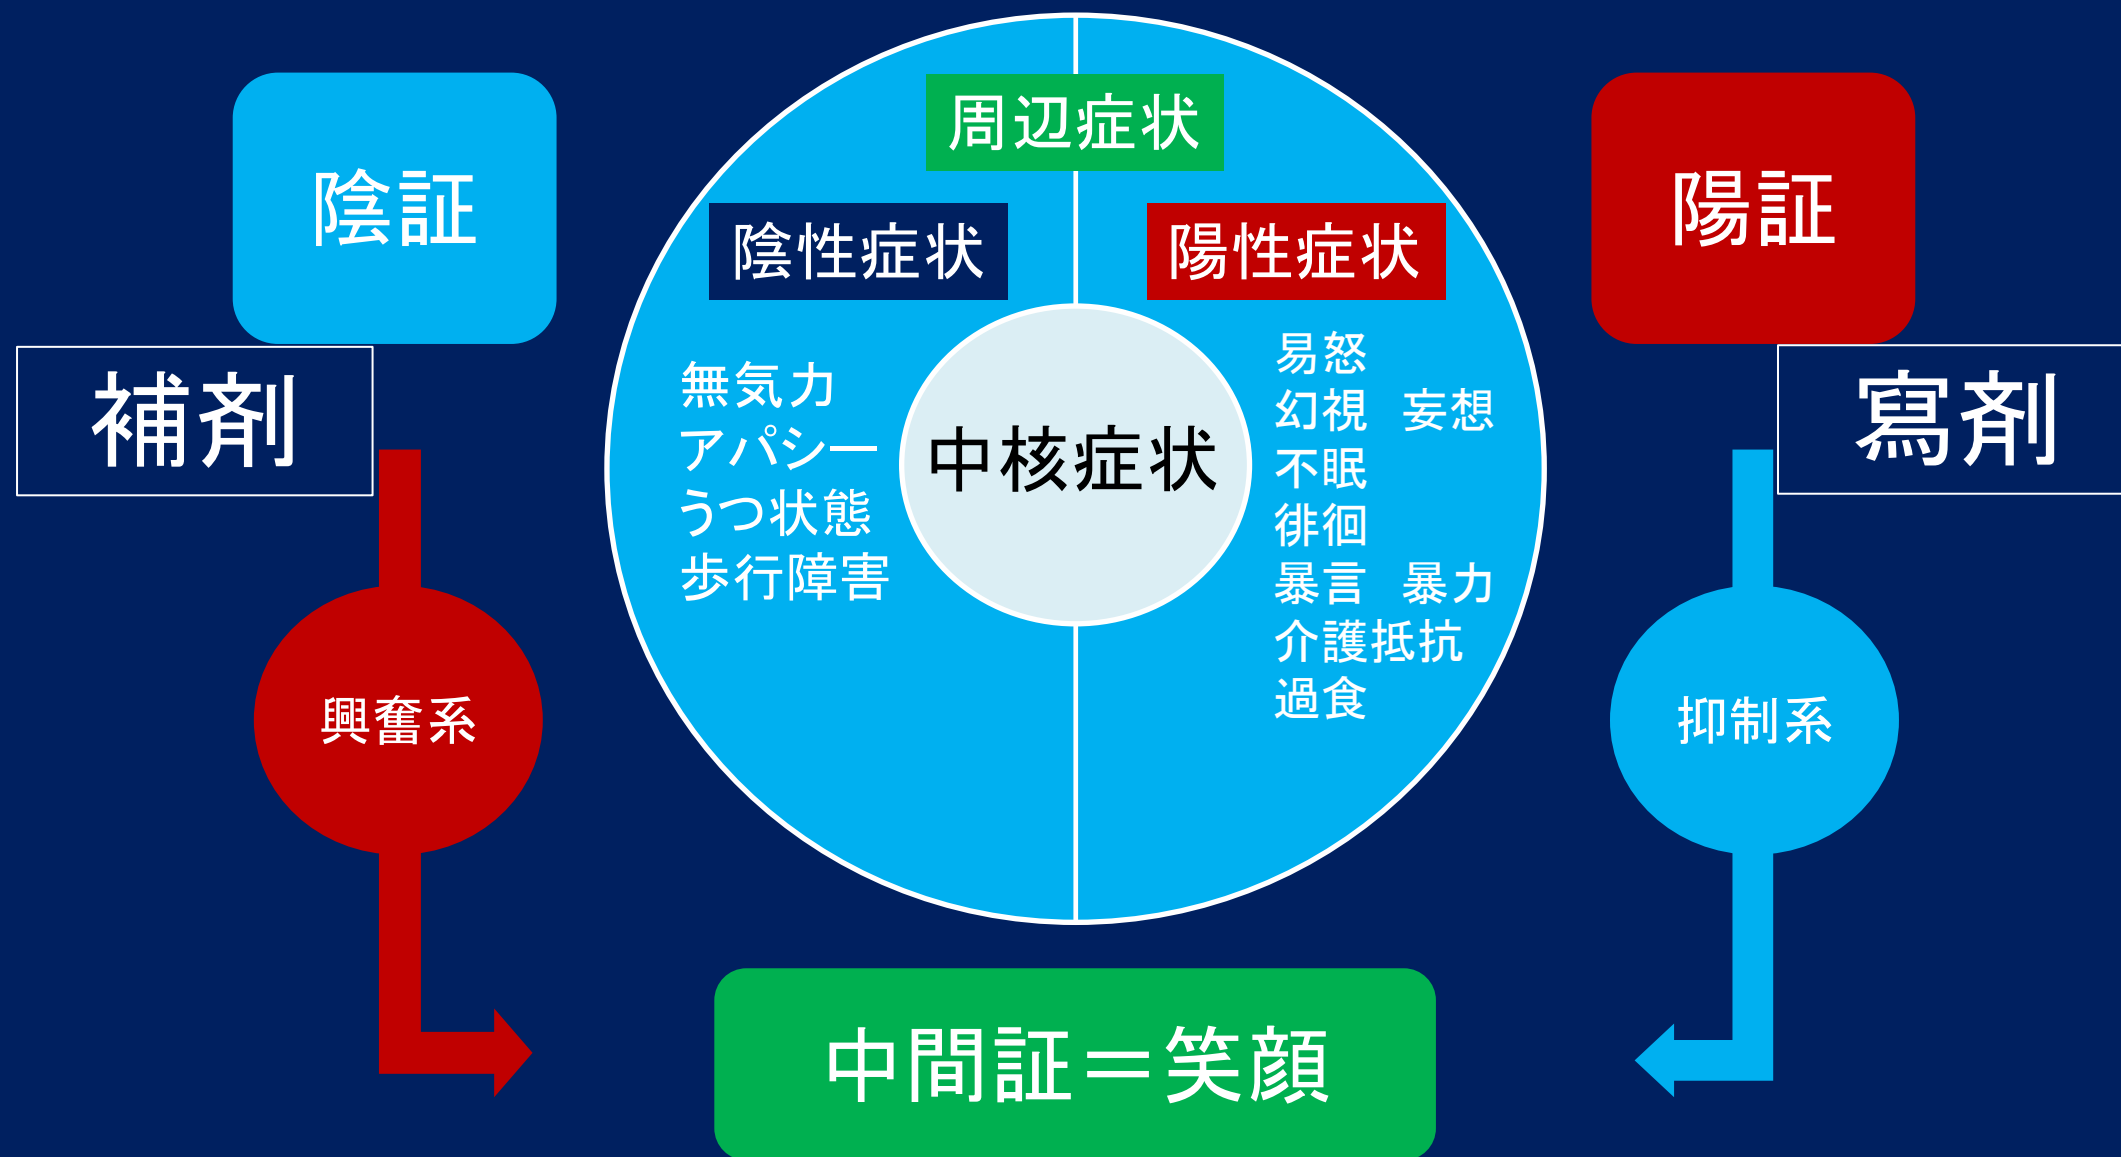 周辺症状
陰証
陽証
陰性症状
陽性症状
補剤
寫剤
無気力
アパシー
うつ状態
歩行障害
中核症状
易怒
幻視 妄想
不眠
徘徊
暴言 暴力
介護抵抗
過食
興奮系
抑制系
中間証＝笑顔